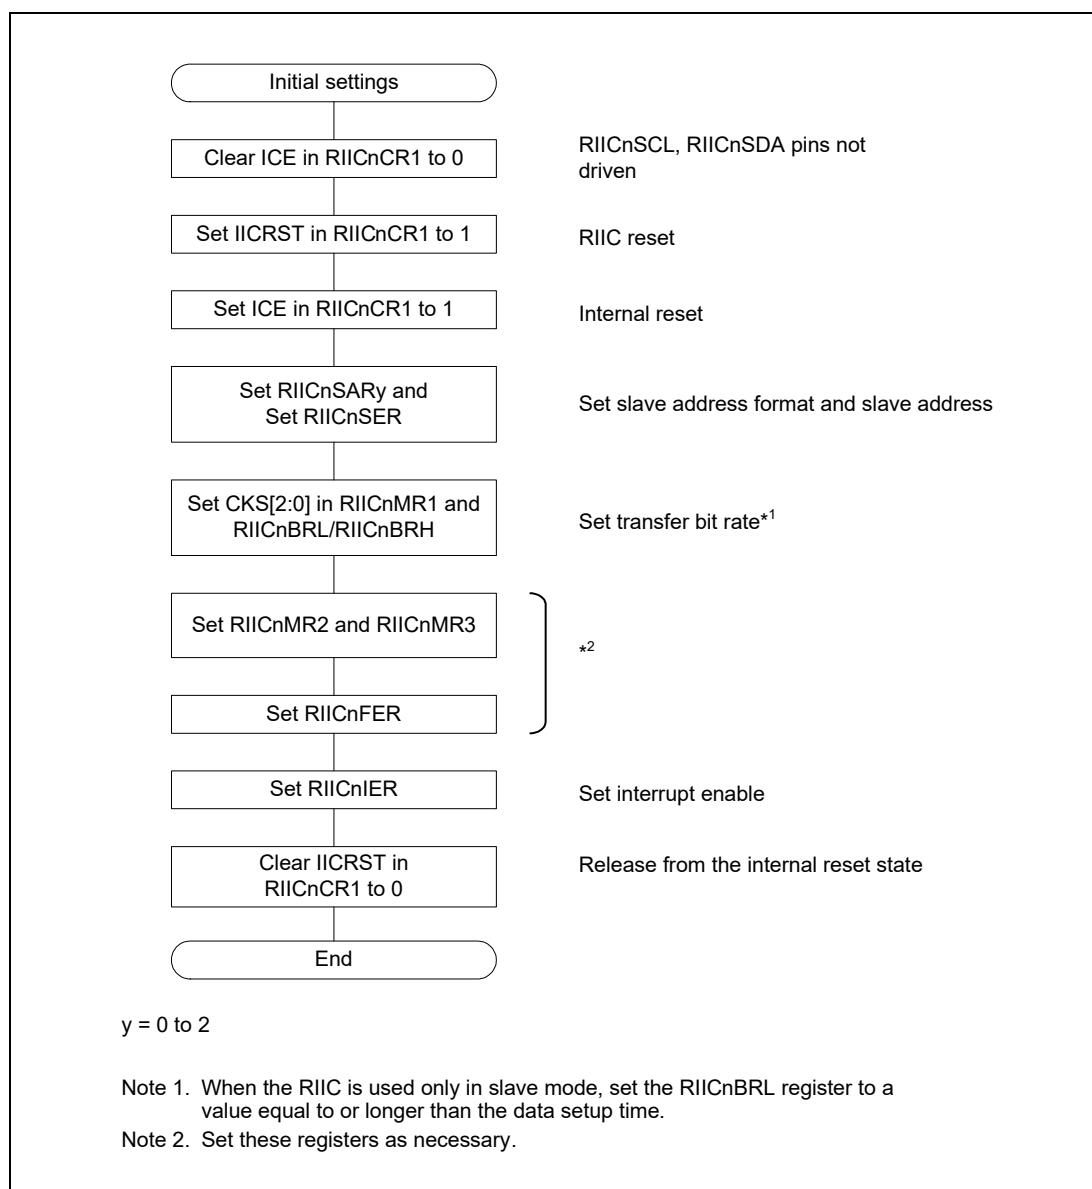 Initial settings
Clear ICE in RIICnCR1 to 0
RIICnSCL, RIICnSDA pins not
driven
Set IICRST in RIICnCR1 to 1
RIIC reset
Set ICE in RIICnCR1 to 1
Internal reset
Set RIICnSARy and
Set RIICnSER
Set slave address format and slave address
Set CKS[2:0] in RIICnMR1 and
RIICnBRL/RIICnBRH
Set transfer bit rate*1
Set RIICnMR2 and RIICnMR3
*2
Set RIICnFER
Set RIICnIER
Set interrupt enable
Clear IICRST in
RIICnCR1 to 0
Release from the internal reset state
End
y = 0 to 2
Note 1. When the RIIC is used only in slave mode, set the RIICnBRL register to a
value equal to or longer than the data setup time.
Note 2. Set these registers as necessary.